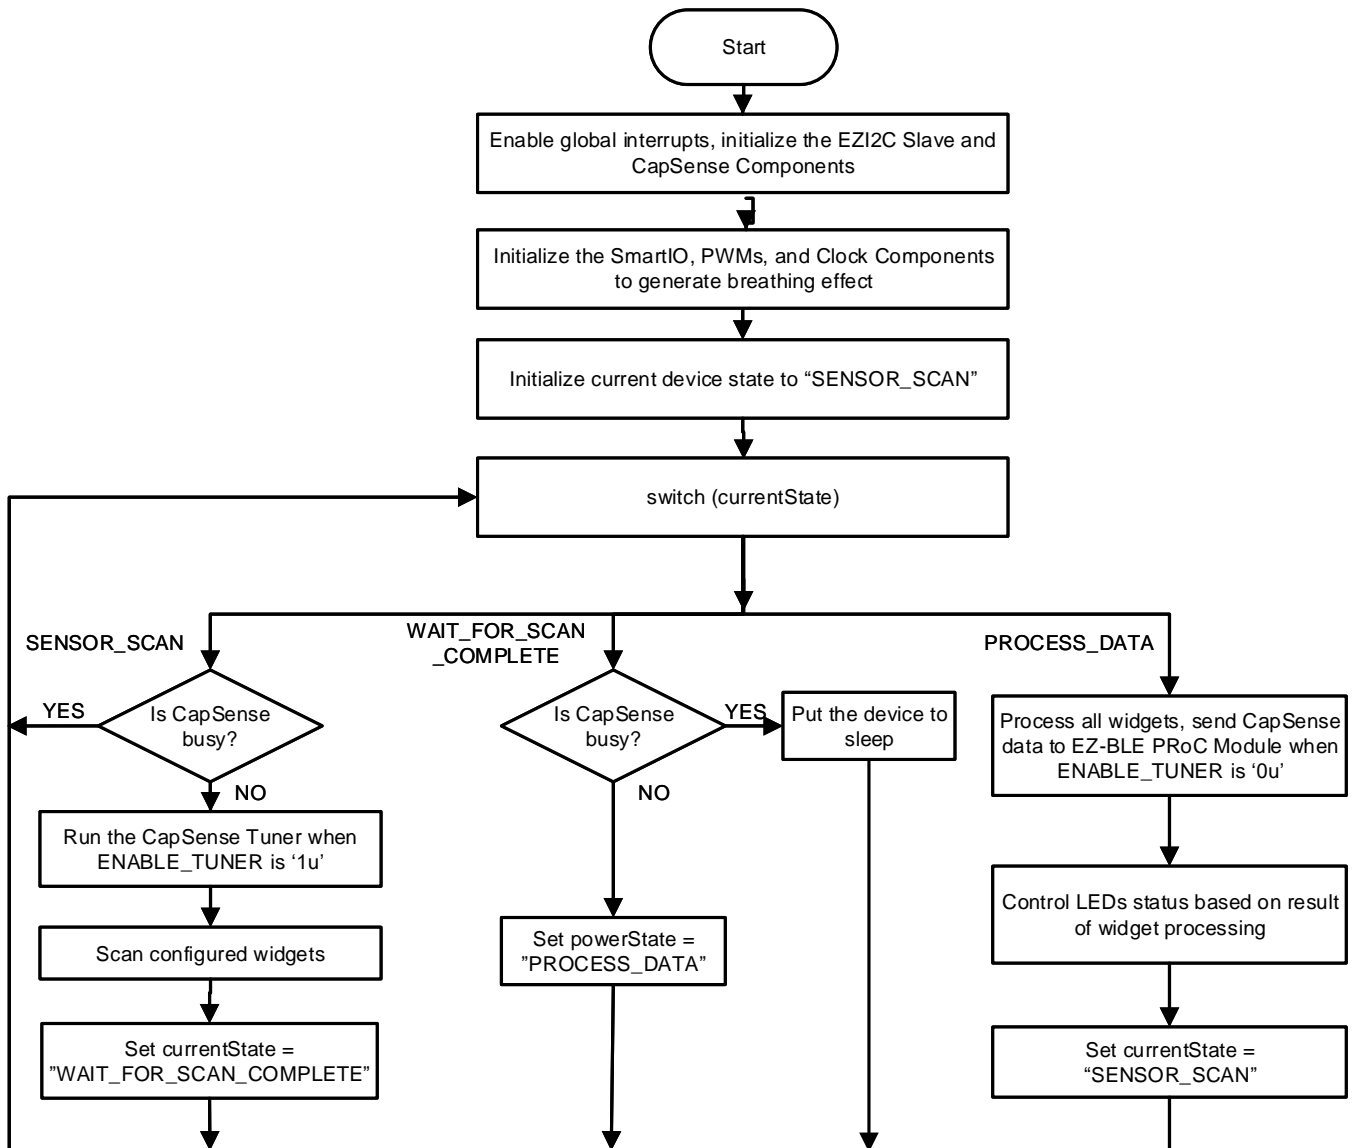 Start
Enable global interrupts, initialize the EZI2C Slave and
CapSense Components
Initialize the SmartIO, PWMs, and Clock Components
to generate breathing effect
Initialize current device state to “SENSOR_SCAN”
switch (currentState)
SENSOR_SCAN
WAIT_FOR_SCAN
_COMPLETE
PROCESS_DATA
YES
Is CapSense
busy?
NO
Run the CapSense Tuner when
ENABLE_TUNER is ‘1u’
Scan configured widgets
Set currentState =
”WAIT_FOR_SCAN_COMPLETE”
Is CapSense
busy?
YES
Put the device to
sleep
NO
Set powerState =
”PROCESS_DATA”
Process all widgets, send CapSense
data to EZ-BLE PRoC Module when
ENABLE_TUNER is ‘0u’
Control LEDs status based on result
of widget processing
Set currentState =
“SENSOR_SCAN”